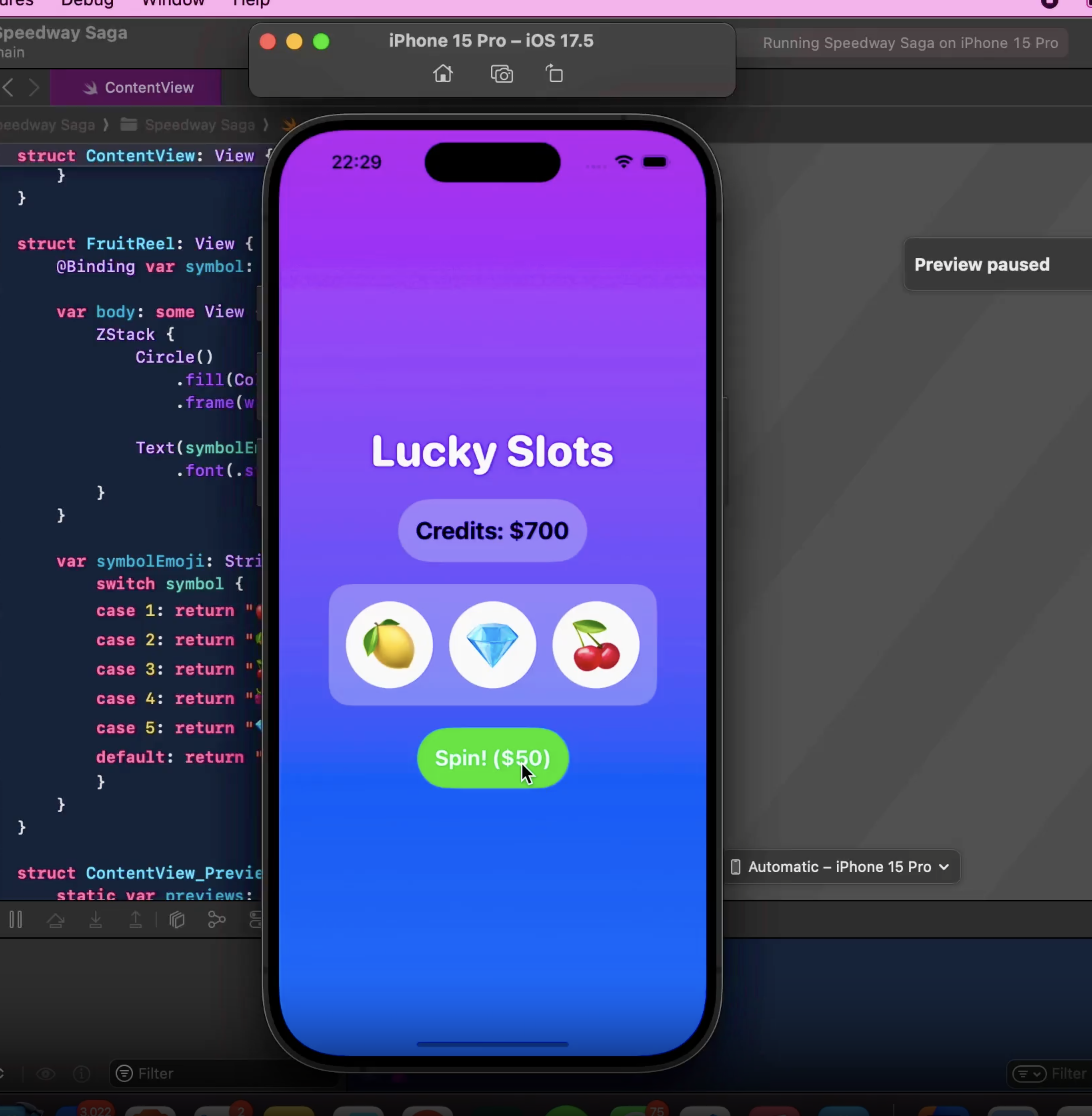 Debug
Window
Help
Speedway Saga
main
iPhone 15 Pro – iOS 17.5
Running Speedway Saga on iPhone 15 Pro
ContentView
Speedway Saga
Speedway Saga
struct ContentView: View {
}
}
struct FruitReel: View {
@Binding var symbol:
var body: some View
ZStack {
Circle()
.fill(Co
.frame(w
Text(symbolE
.font(.s
}
}
var symbolEmoji: Stri
switch symbol {
case 1: return "
case 2: return "
case 3: return "
case 4: return "
case 5: return "
default: return "
}
}
}
struct ContentView_Previe
static var previews:
22:29
Lucky Slots
Credits: $700
Spin! ($50)
Preview paused
Automatic – iPhone 15 Pro
Filter
Filter
3,022
2
75